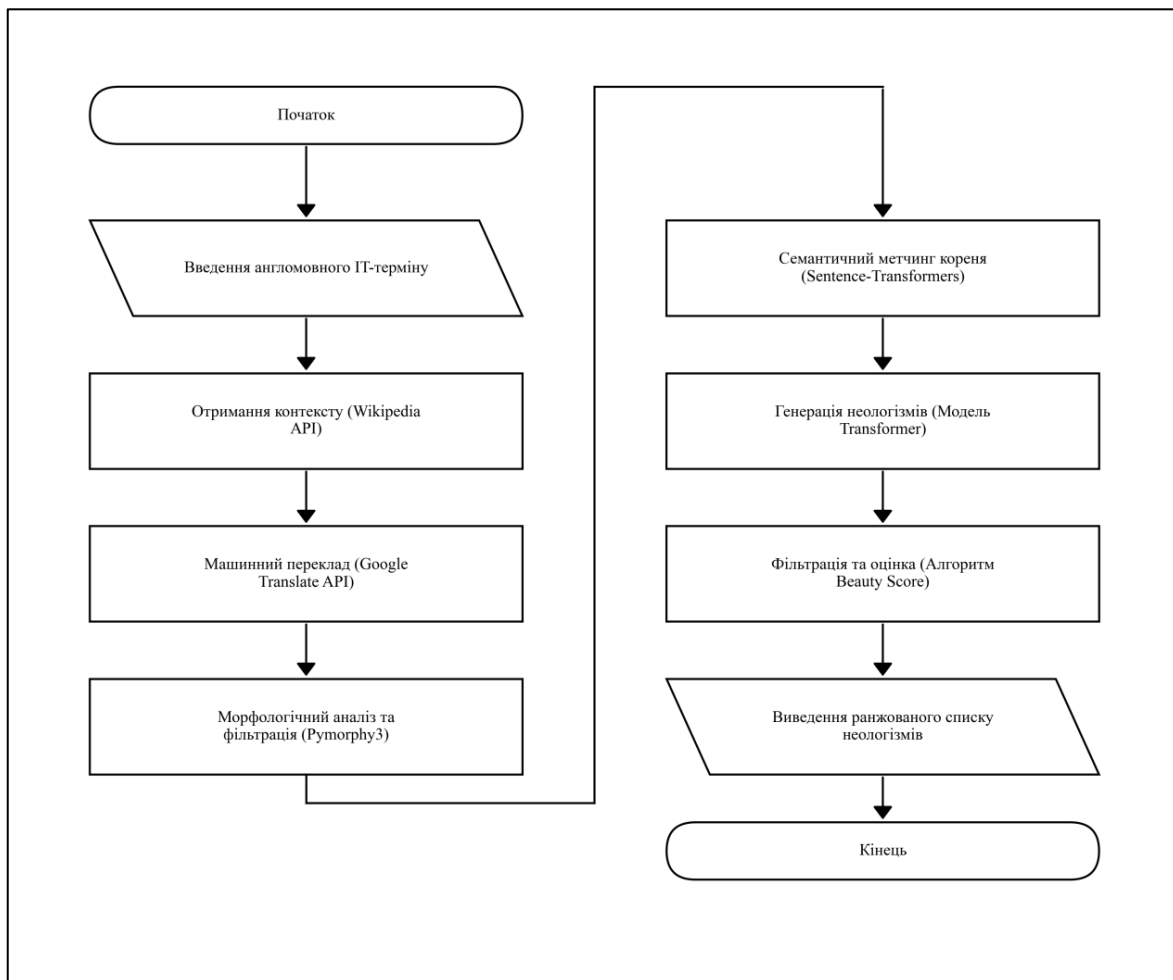 Початок
Введення англомовного ІТ-терміну
Отримання контексту (Wikipedia
API)
Машинний переклад (Google
Translate API)
Морфологічний аналіз та
фільтрація (Pymorphy3)
Семантичний метчинг кореня
(Sentence-Transformers)
Генерація неологізмів (Модель
Transformer)
Фільтрація та оцінка (Алгоритм
Beauty Score)
Виведення ранжованого списку
неологізмів
Кінець